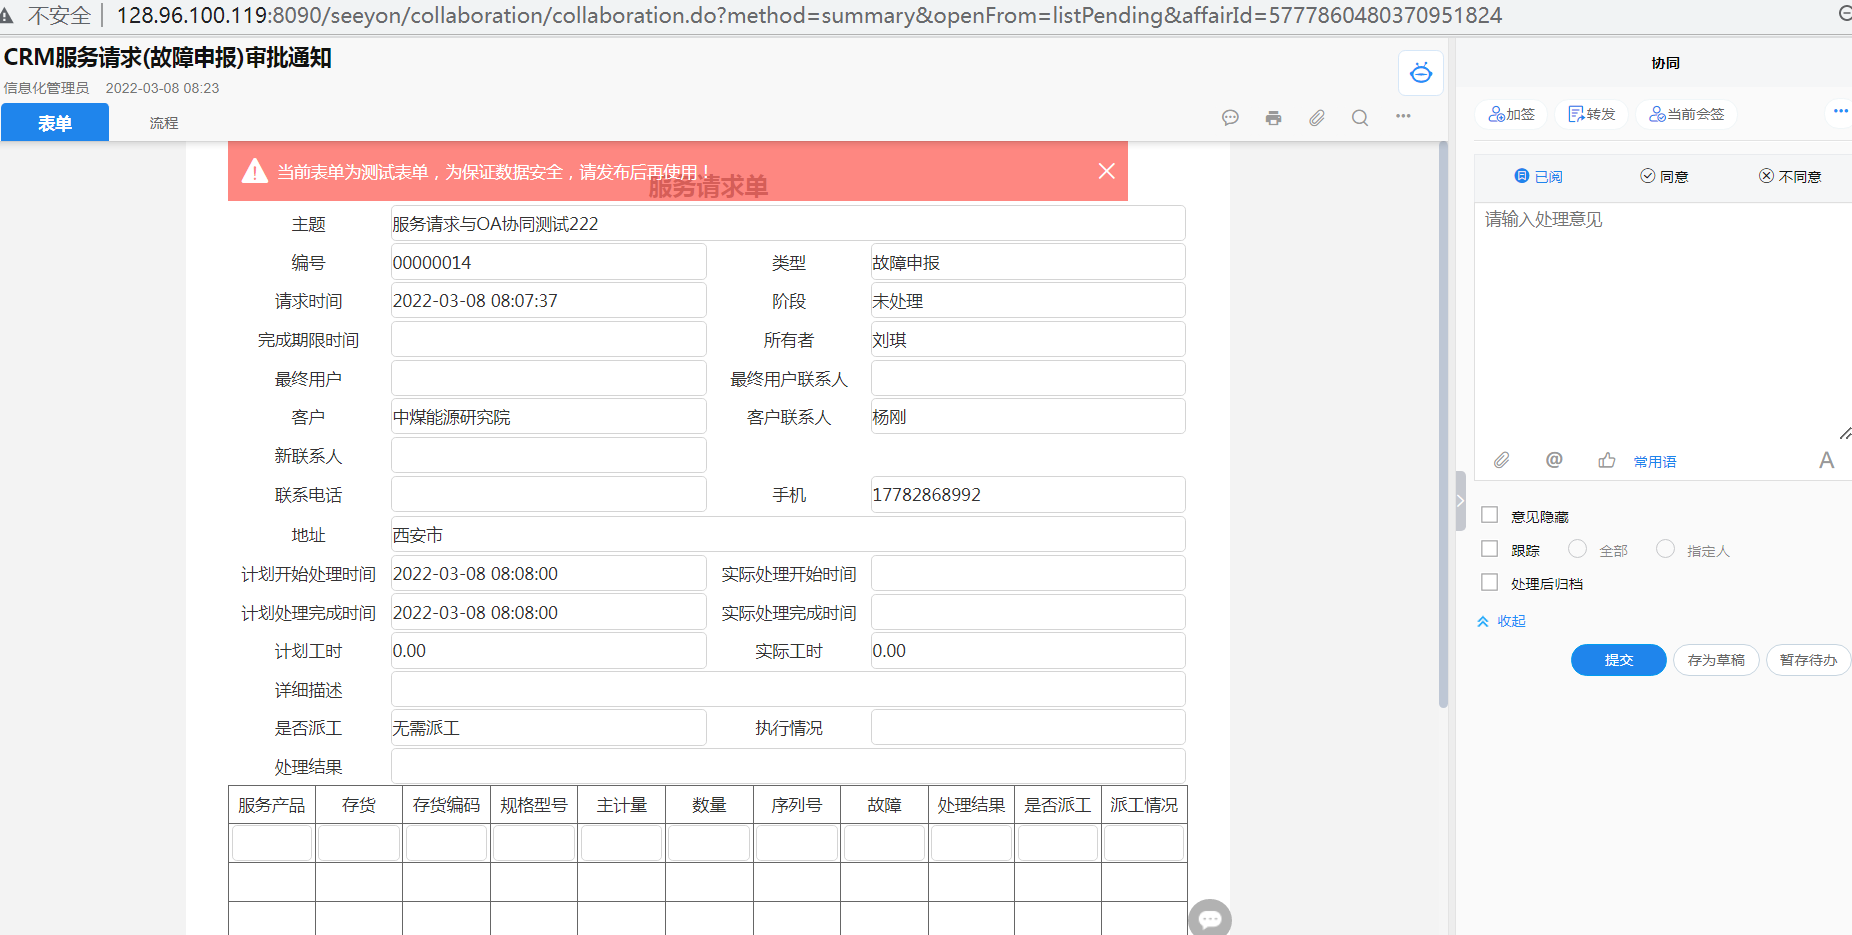 不安全 128.96.100.119:8090/seeyon/collaboration/collaboration.do?method=summary&openFrom=listPending&affairId=5777860480370951824
CRM服务请求(故障申报)审批通知
信息化管理员 2022-03-08 08:23
表单 流程
当前表单为测试表单，为保证数据安全，请发布后再使用！
服务请求单
主题 服务请求与OA协同测试222
编号 00000014 类型 故障申报
请求时间 2022-03-08 08:07:37 阶段 未处理
完成期限时间 所有者 刘琪
最终用户 最终用户联系人
客户 中煤能源研究院 客户联系人 杨刚
新联系人
联系电话 手机 17782868992
地址 西安市
计划开始处理时间 2022-03-08 08:08:00 实际处理开始时间
计划处理完成时间 2022-03-08 08:08:00 实际处理完成时间
计划工时 0.00 实际工时 0.00
详细描述
是否派工 无需派工 执行情况
处理结果
服务产品 存货 存货编码 规格型号 主计量 数量 序列号 故障 处理结果 是否派工 派工情况
协同
加签 转发 当前会签
已阅 同意 不同意
请输入处理意见
@ 常用语 A
意见隐藏
跟踪 全部 指定人
处理后归档
收起
提交 存为草稿 暂存待办